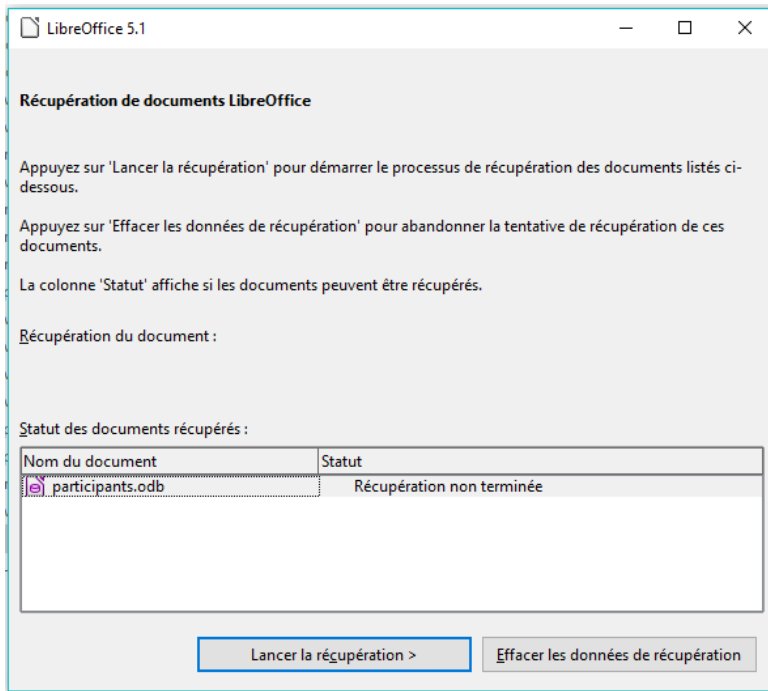 LibreOffice 5.1
Récupération de documents LibreOffice
Appuyez sur 'Lancer la récupération' pour démarrer le processus de récupération des documents listés ci-
dessous.
Appuyez sur 'Effacer les données de récupération' pour abandonner la tentative de récupération de ces
documents.
La colonne 'Statut' affiche si les documents peuvent être récupérés.
Récupération du document :
Statut des documents récupérés :
Nom du document Statut
participants.odb Récupération non terminée
Lancer la récupération > Effacer les données de récupération